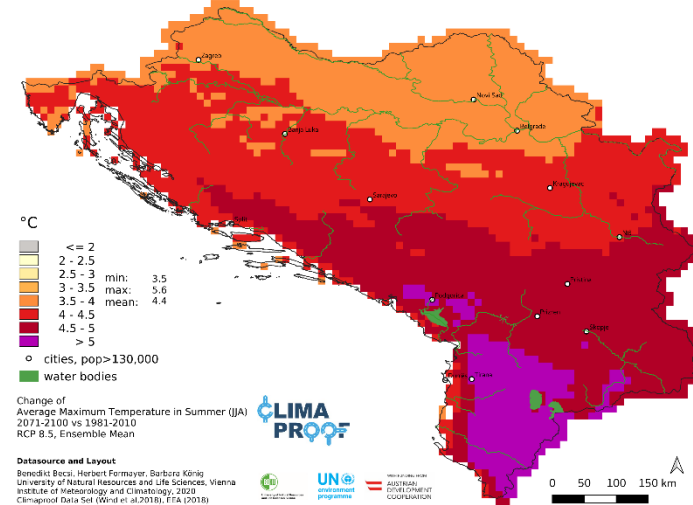 Zagreb
Novi Sad
Belgrade
Banja Luka
Kragujevac
Sarajevo
Split
Nis
Podgorica
Pristina
Prizren
Skopje
Tirana
°C
<= 2
2 - 2.5
2.5 - 3
3 - 3.5
3.5 - 4
4 - 4.5
4.5 - 5
> 5
min: 3.5
max: 5.6
mean: 4.4
cities, pop>130,000
water bodies
Change of
Average Maximum Temperature in Summer (JJA)
2071-2100 vs 1981-2010
RCP 8.5, Ensemble Mean
CLIMA
PROOF
Datasource and Layout
Benedikt Becsi, Herbert Formayer, Barbara König
University of Natural Resources and Life Sciences, Vienna
Institute of Meteorology and Climatology, 2020
Climaproof Data Set (Wind et al,2018), EEA (2018)
UN
environment
programme
AUSTRIAN
DEVELOPMENT
COOPERATION
0 50 100 150 km